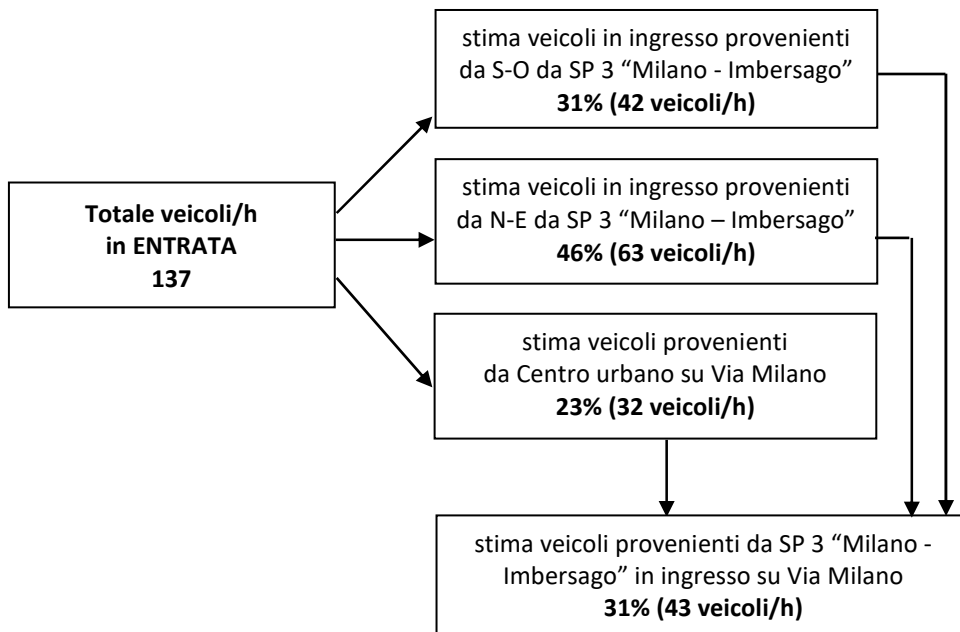 stima veicoli in ingresso provenienti
da S-O da SP 3 “Milano - Imbersago”
31% (42 veicoli/h)
Totale veicoli/h
in ENTRATA
137
stima veicoli in ingresso provenienti
da N-E da SP 3 “Milano – Imbersago”
46% (63 veicoli/h)
stima veicoli provenienti
da Centro urbano su Via Milano
23% (32 veicoli/h)
stima veicoli provenienti da SP 3 “Milano -
Imbersago” in ingresso su Via Milano
31% (43 veicoli/h)